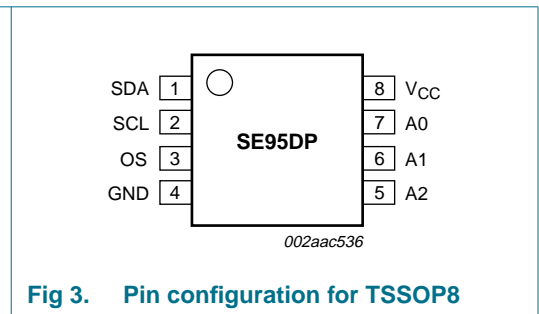 SDA 1 8 VCC
SCL 2 7 A0
SE95DP
OS 3 6 A1
GND 4 5 A2
002aac536
Fig 3. Pin configuration for TSSOP8